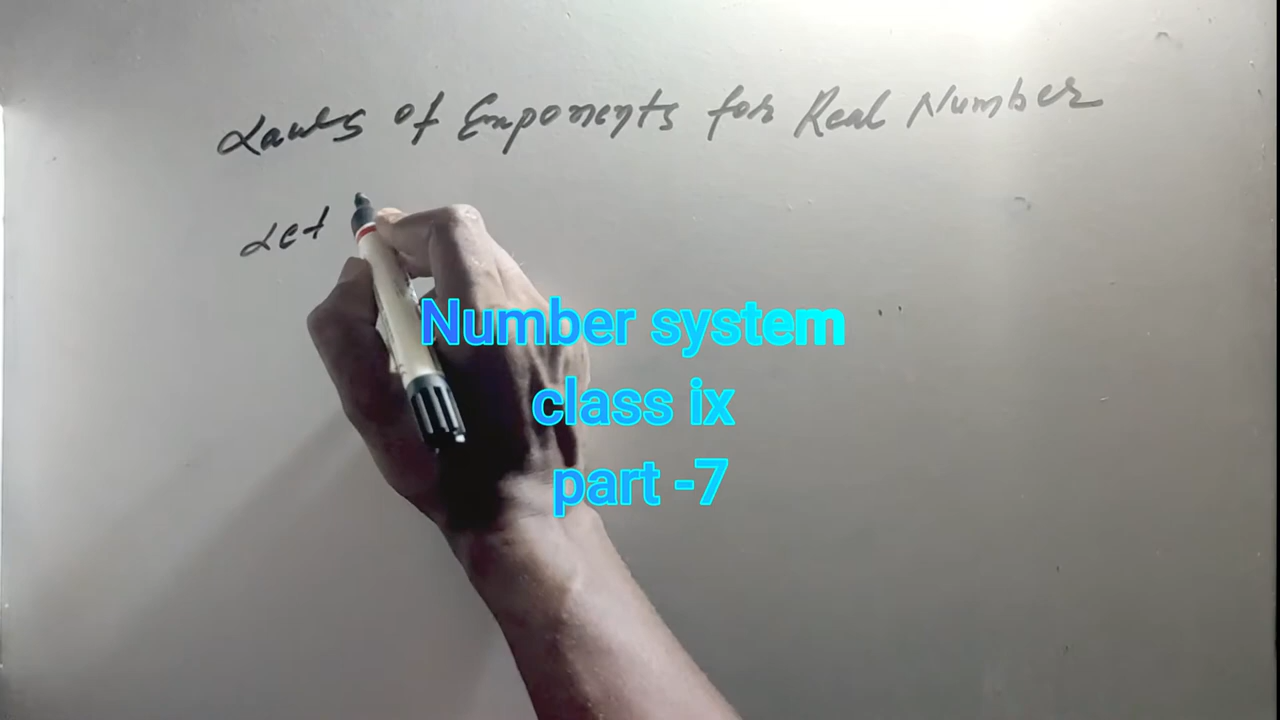 Laws of Exponents for Real Number
Let
Number system
class ix
part -7